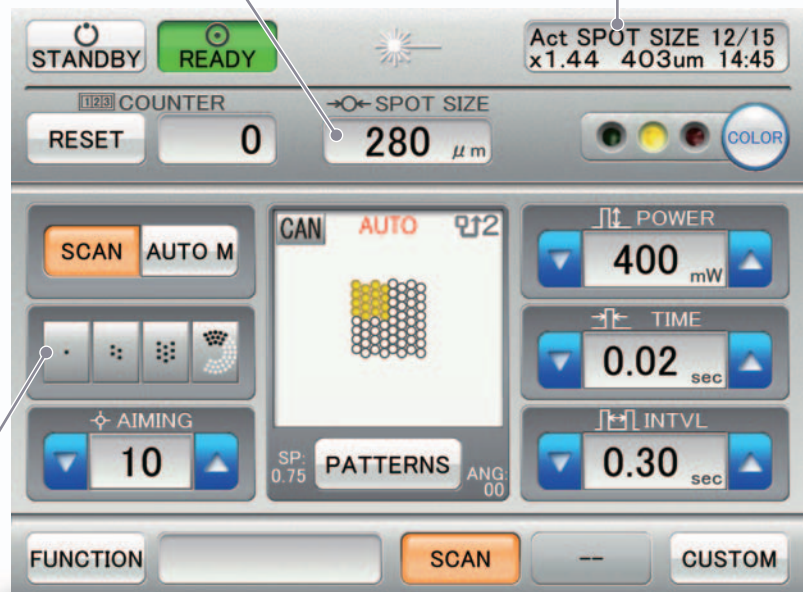 STANDBY
READY
Act SPOT SIZE 12/15
x1.44 403um 14:45
123 COUNTER
SPOT SIZE
RESET
0
280 μm
COLOR
SCAN
AUTO M
CAN
AUTO
2
POWER
400 mW
TIME
0.02 sec
AIMING
10
SP:
0.75
PATTERNS
ANG:
00
INTVL
0.30 sec
FUNCTION
SCAN
--
CUSTOM